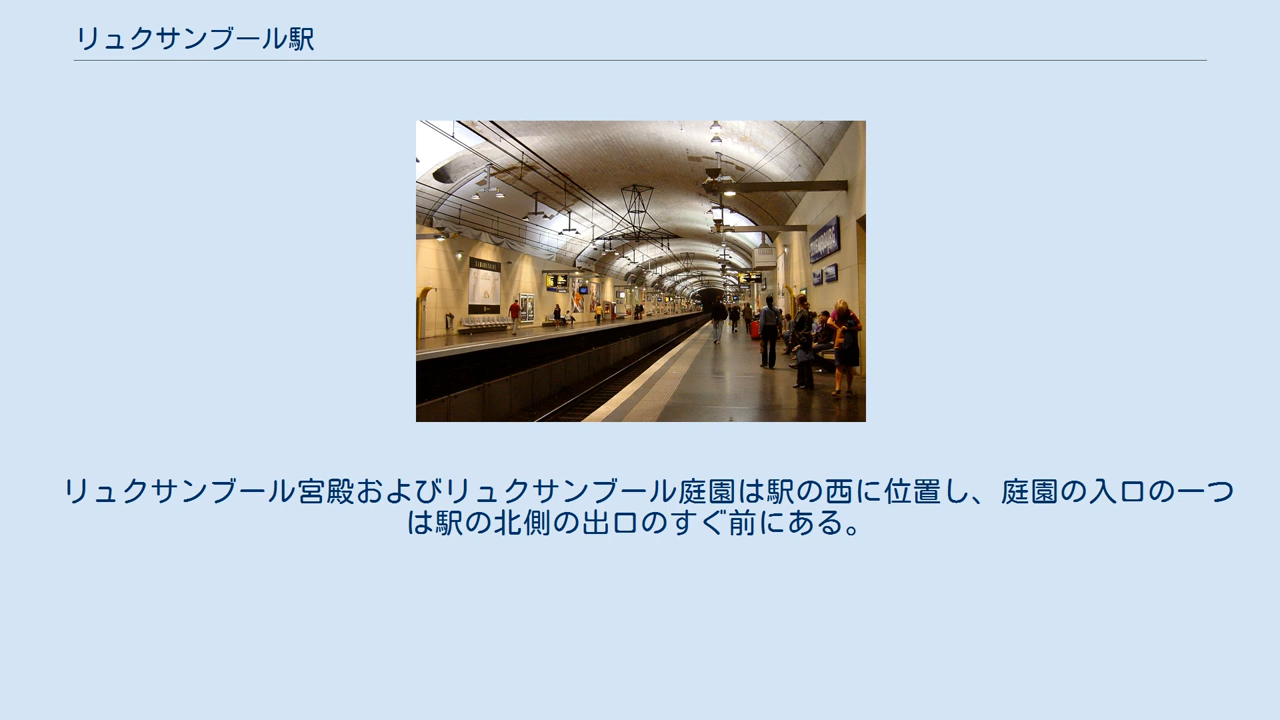 リュクサンブール駅
リュクサンブール宮殿およびリュクサンブール庭園は駅の西に位置し、庭園の入口の一つ
は駅の北側の出口のすぐ前にある。